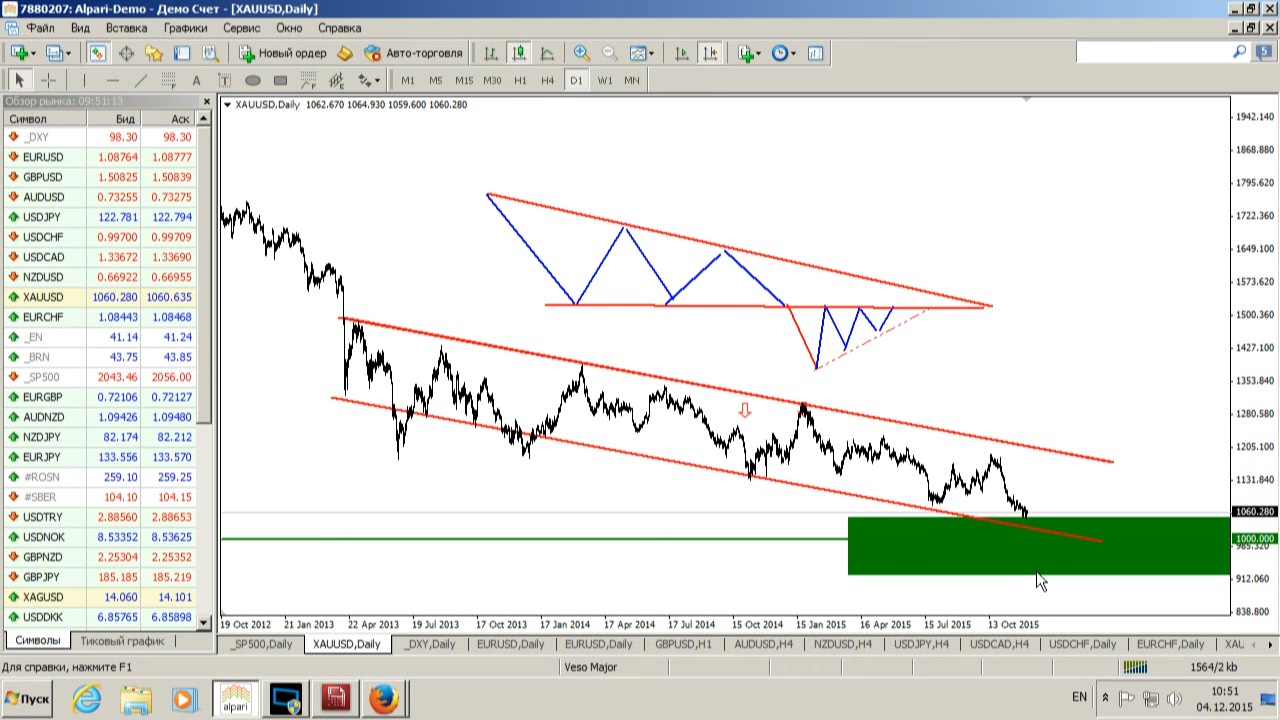 7880207: Alpari-Demo - Демо Счет - [XAUUSD,Daily]
Файл Вид Вставка Графики Сервис Окно Справка
Новый ордер Авто-торговля 5
A T M1 M5 M15 M30 H1 H4 D1 W1 MN
Обзор рынка: 09:51:13
Символ Бид Аск
_DXY 98.30 98.30
EURUSD 1.08764 1.08777
GBPUSD 1.50825 1.50839
AUDUSD 0.73255 0.73275
USDJPY 122.781 122.794
USDCHF 0.99700 0.99709
USDCAD 1.33672 1.33690
NZDUSD 0.66922 0.66955
XAUUSD 1060.280 1060.635
EURCHF 1.08443 1.08468
_EN 41.14 41.24
_BRN 43.75 43.85
_SP500 2043.46 2056.00
EURGBP 0.72106 0.72127
AUDNZD 1.09426 1.09480
NZDJPY 82.174 82.212
EURJPY 133.556 133.570
#ROSN 259.10 259.25
#SBER 104.10 104.15
USDTRY 2.88560 2.88653
USDNOK 8.53352 8.53625
GBPNZD 2.25304 2.25352
GBPJPY 185.185 185.219
XAGUSD 14.060 14.101
USDDKK 6.85765 6.85898
Символы Тиковый график
XAUUSD,Daily 1062.670 1064.930 1059.600 1060.280
1942.140
1868.880
1795.620
1722.360
1649.100
1573.620
1500.360
1427.100
1353.840
1280.580
1205.100
1131.840
1060.280
1000.000
985.320
912.060
838.800
19 Oct 2012 21 Jan 2013 22 Apr 2013 19 Jul 2013 17 Oct 2013 17 Jan 2014 17 Apr 2014 17 Jul 2014 15 Oct 2014 15 Jan 2015 16 Apr 2015 15 Jul 2015 13 Oct 2015
_SP500,Daily XAUUSD,Daily _DXY,Daily EURUSD,Daily EURUSD,Daily GBPUSD,H1 AUDUSD,H4 NZDUSD,H4 USDJPY,H4 USDCAD,H4 USDCHF,Daily EURCHF,Daily XAU
Для справки, нажмите F1 Veso Major 1564/2 kb
Пуск alpari EN 10:51
04.12.2015